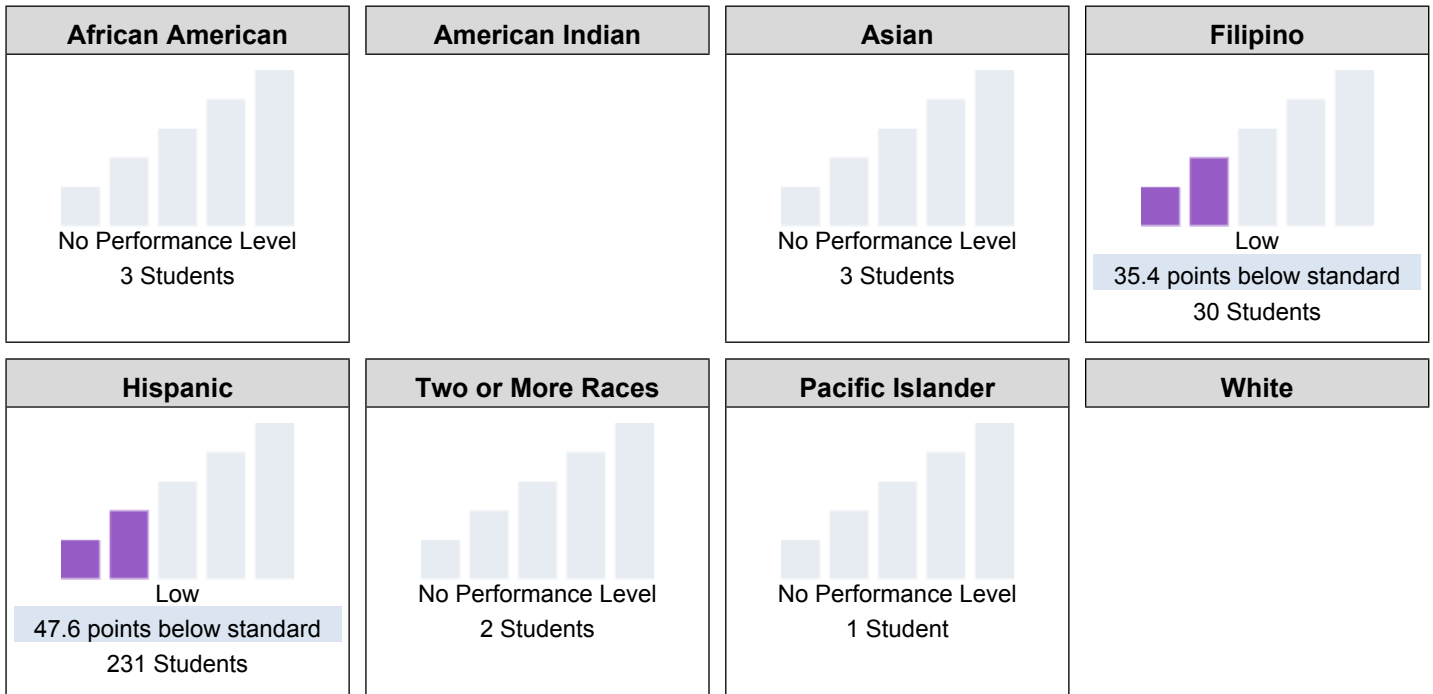 African American
No Performance Level
3 Students
American Indian
Asian
No Performance Level
3 Students
Filipino
Low
35.4 points below standard
30 Students
Hispanic
Low
47.6 points below standard
231 Students
Two or More Races
No Performance Level
2 Students
Pacific Islander
No Performance Level
1 Student
White